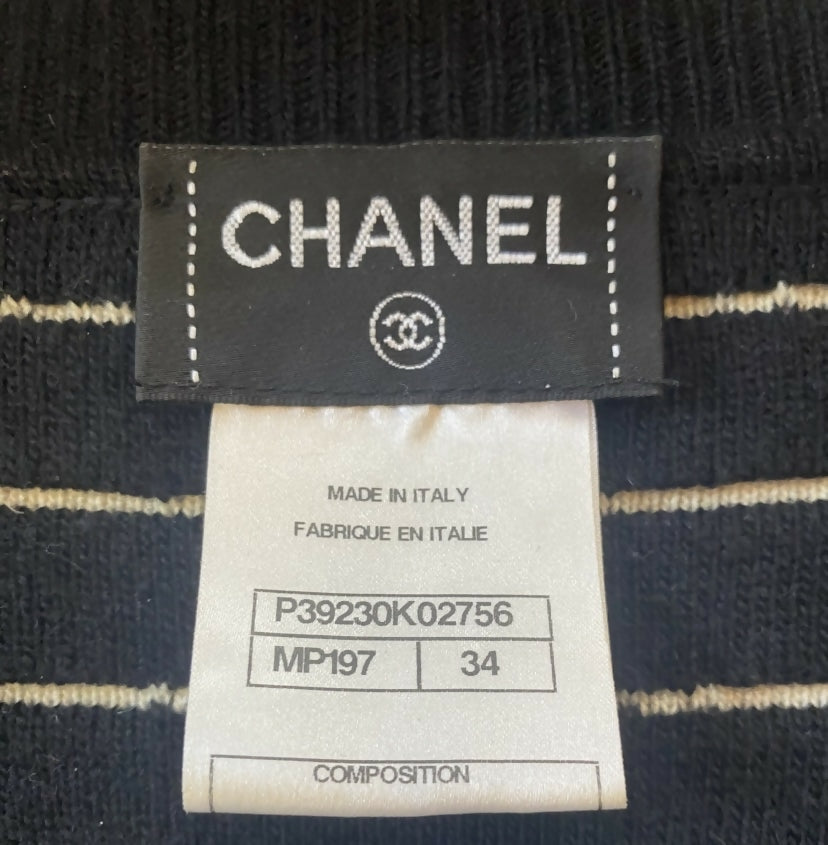 CHANEL
MADE IN ITALY
FABRIQUE EN ITALIE
P39230K02756
MP197 34
COMPOSITION